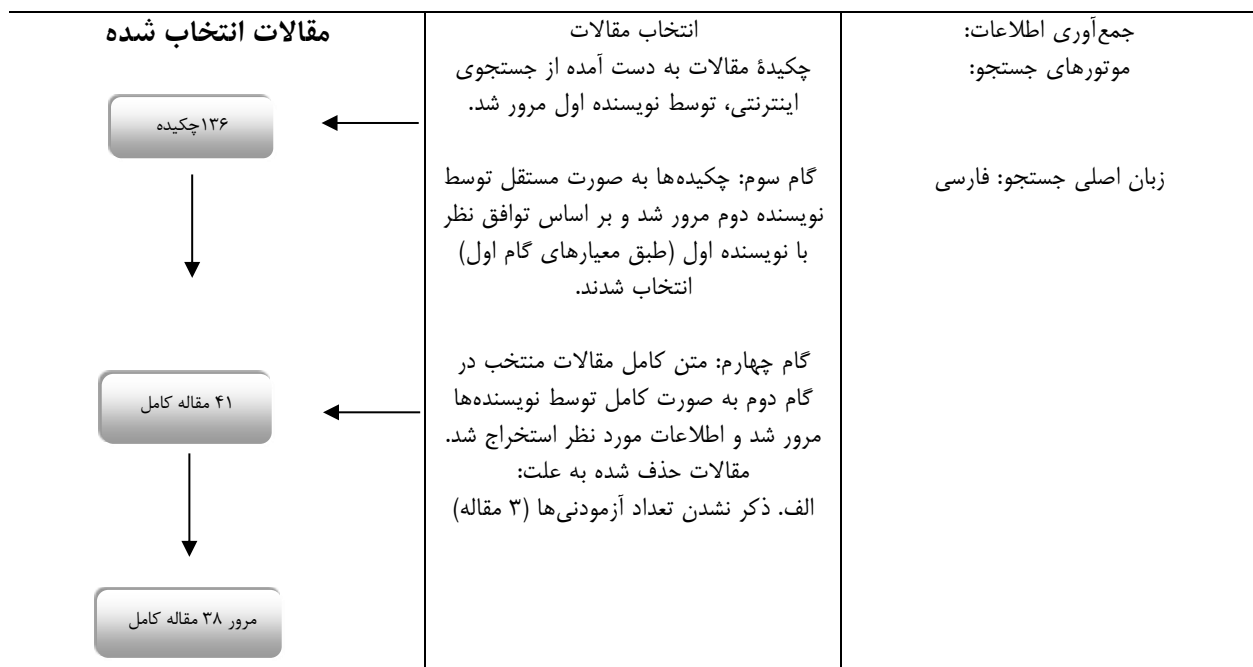 جمع‌آوری اطلاعات:
موتورهای جستجو:
زبان اصلی جستجو: فارسی
انتخاب مقالات
چکیدهٔ مقالات به دست آمده از جستجوی
اینترنتی، توسط نویسنده اول مرور شد.
گام سوم: چکیده‌ها به صورت مستقل توسط
نویسنده دوم مرور شد و بر اساس توافق نظر
با نویسنده اول (طبق معیارهای گام اول)
انتخاب شدند.
گام چهارم: متن کامل مقالات منتخب در
گام دوم به صورت کامل توسط نویسنده‌ها
مرور شد و اطلاعات مورد نظر استخراج شد.
مقالات حذف شده به علت:
الف. ذکر نشدن تعداد آزمودنی‌ها (۳ مقاله)
مقالات انتخاب شده
۱۳۶چکیده
۴۱ مقاله کامل
مرور ۳۸ مقاله کامل